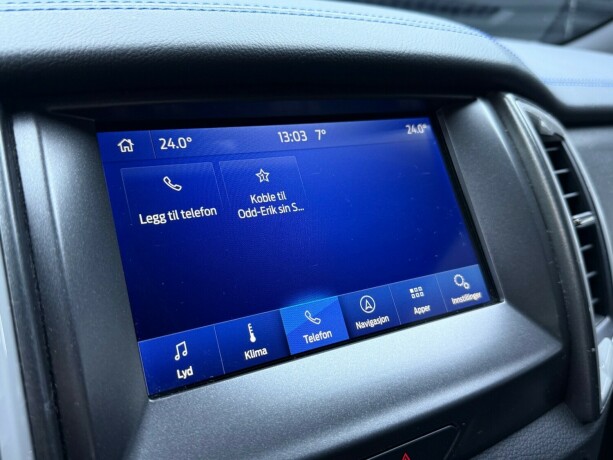 24.0°
13:03 7°
24.0°
Legg til telefon
Koble til
Odd-Erik sin S...
Lyd
Klima
Telefon
Navigasjon
Apper
Innstillinger